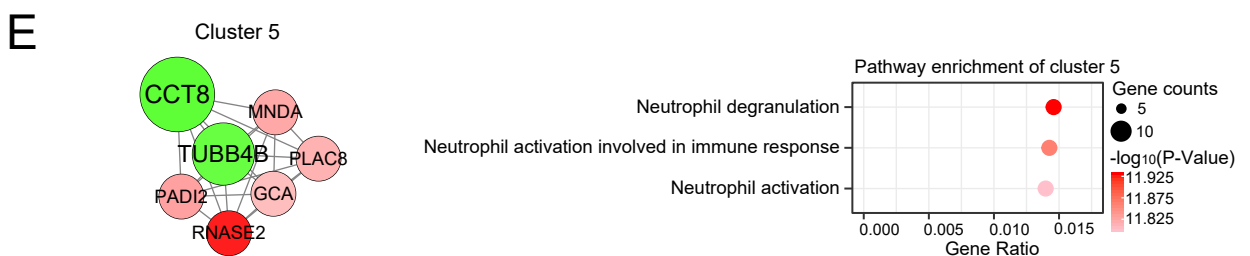 E
Cluster 5
CCT8
MNDA
TUBB4B
PLAC8
PADI2
GCA
RNASE2
Pathway enrichment of cluster 5
Neutrophil degranulation
Neutrophil activation involved in immune response
Neutrophil activation
0.000 0.005 0.010 0.015
Gene Ratio
Gene counts
5
10
-log₁₀(P-Value)
11.925
11.875
11.825